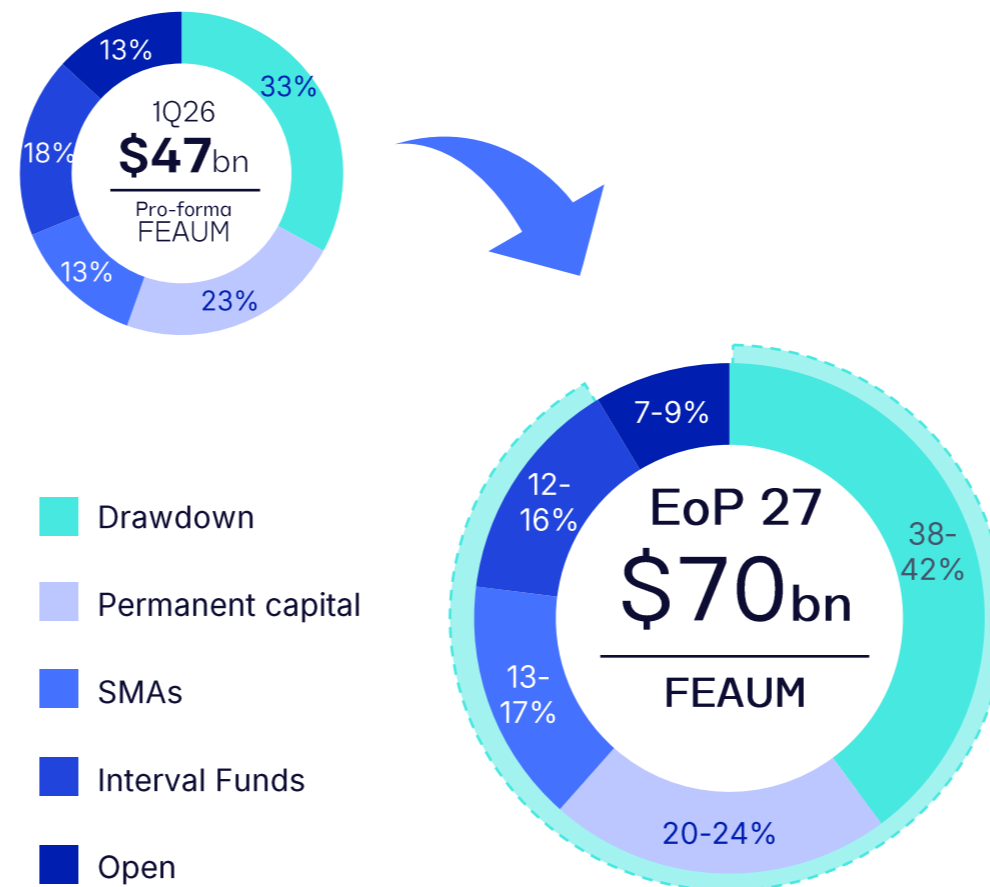 13%
33%
18%
13%
23%
1Q26
$47bn
Pro-forma
FEAUM
7-9%
12-
16%
38-
42%
13-
17%
20-24%
EoP 27
$70bn
FEAUM
Drawdown
Permanent capital
SMAs
Interval Funds
Open